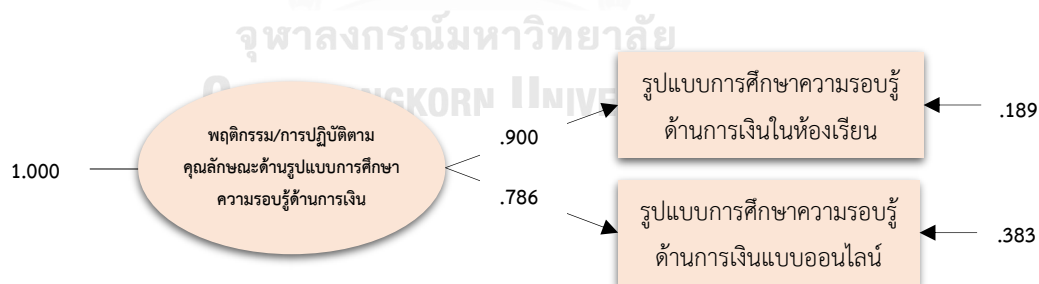 จุฬาลงกรณ์มหาวิทยาลัย
1.000
พฤติกรรม/การปฏิบัติตาม
คุณลักษณะด้านรูปแบบการศึกษา
ความรอบรู้ด้านการเงิน
.900
.786
รูปแบบการศึกษาความรอบรู้
ด้านการเงินในห้องเรียน
.189
รูปแบบการศึกษาความรอบรู้
ด้านการเงินแบบออนไลน์
.383